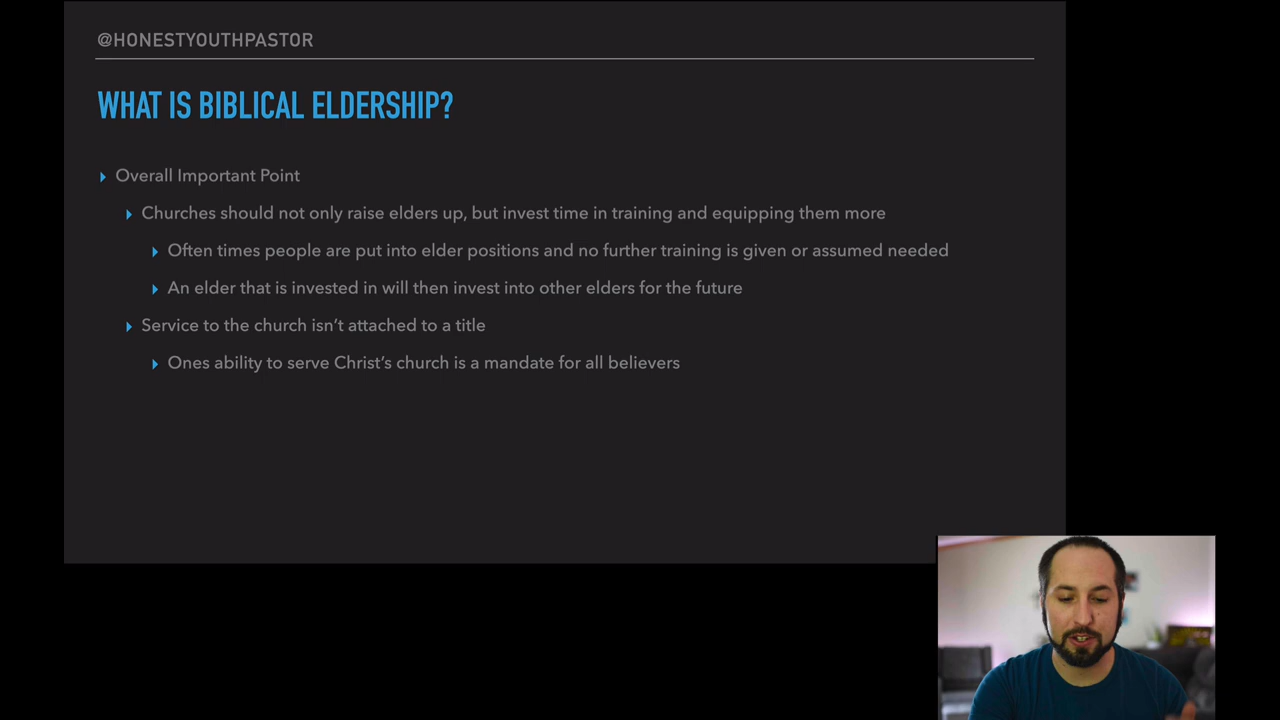 @HONESTYOUTHPASTOR
WHAT IS BIBLICAL ELDERSHIP?
Overall Important Point
Churches should not only raise elders up, but invest time in training and equipping them more
Often times people are put into elder positions and no further training is given or assumed needed
An elder that is invested in will then invest into other elders for the future
Service to the church isn't attached to a title
Ones ability to serve Christ's church is a mandate for all believers